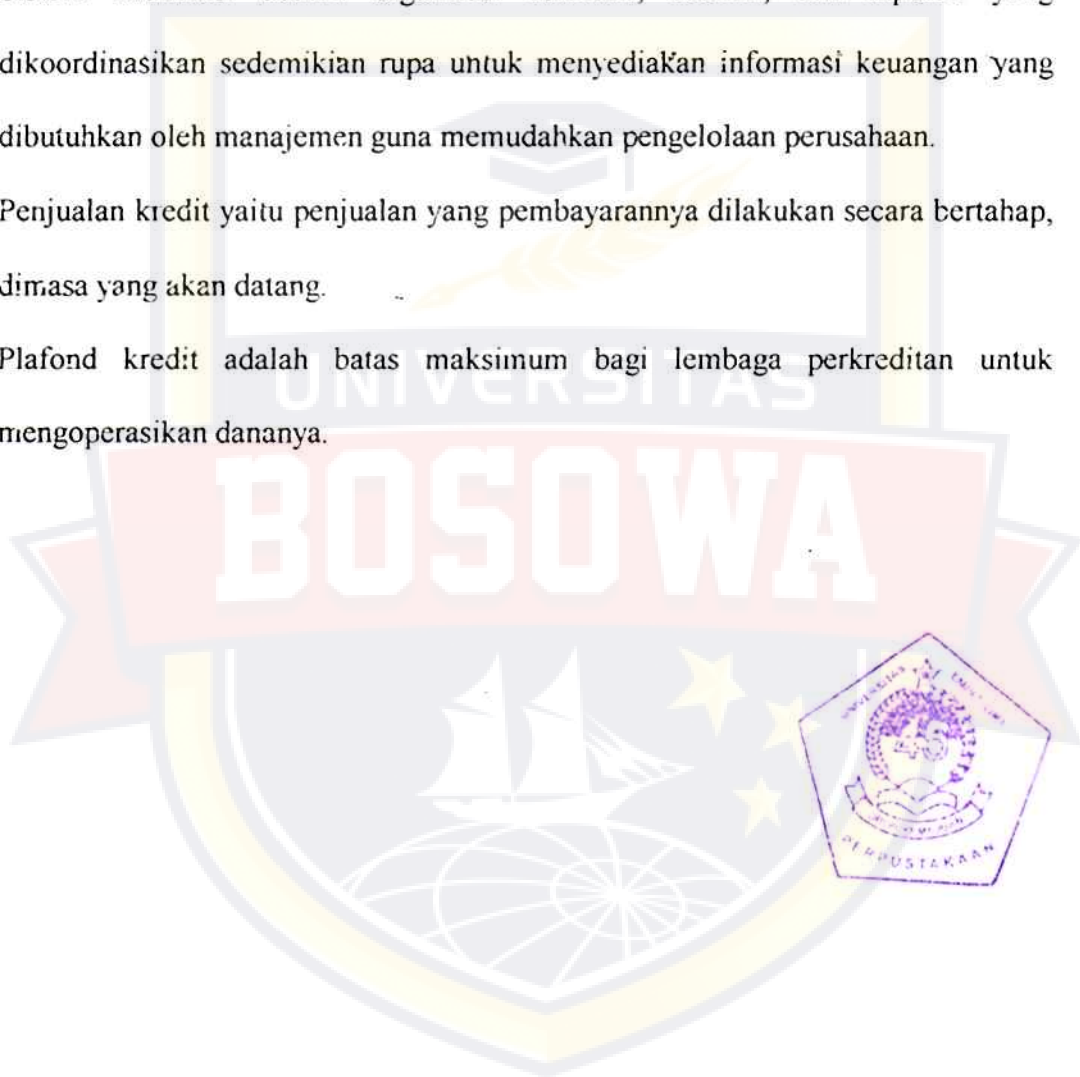 dikoordinasikan sedemikian rupa untuk menyediakan informasi keuangan yang
dibutuhkan oleh manajemen guna memudahkan pengelolaan perusahaan.
Penjualan kredit yaitu penjualan yang pembayarannya dilakukan secara bertahap,
dimasa yang akan datang.
Plafond kredit adalah batas maksimum bagi lembaga perkreditan untuk
mengoperasikan dananya.
UNIVERSITAS
BOSOWA
UNIVERSITAS
45
PERPUSTAKAAN